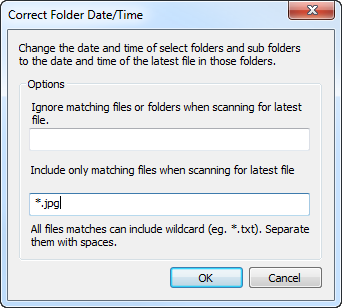 Correct Folder Date/Time
Change the date and time of select folders and sub folders
to the date and time of the latest file in those folders.
Options
Ignore matching files or folders when scanning for latest
file.
Include only matching files when scanning for latest file
*.jpg
All files matches can include wildcard (eg. *.txt). Separate
them with spaces.
OK
Cancel